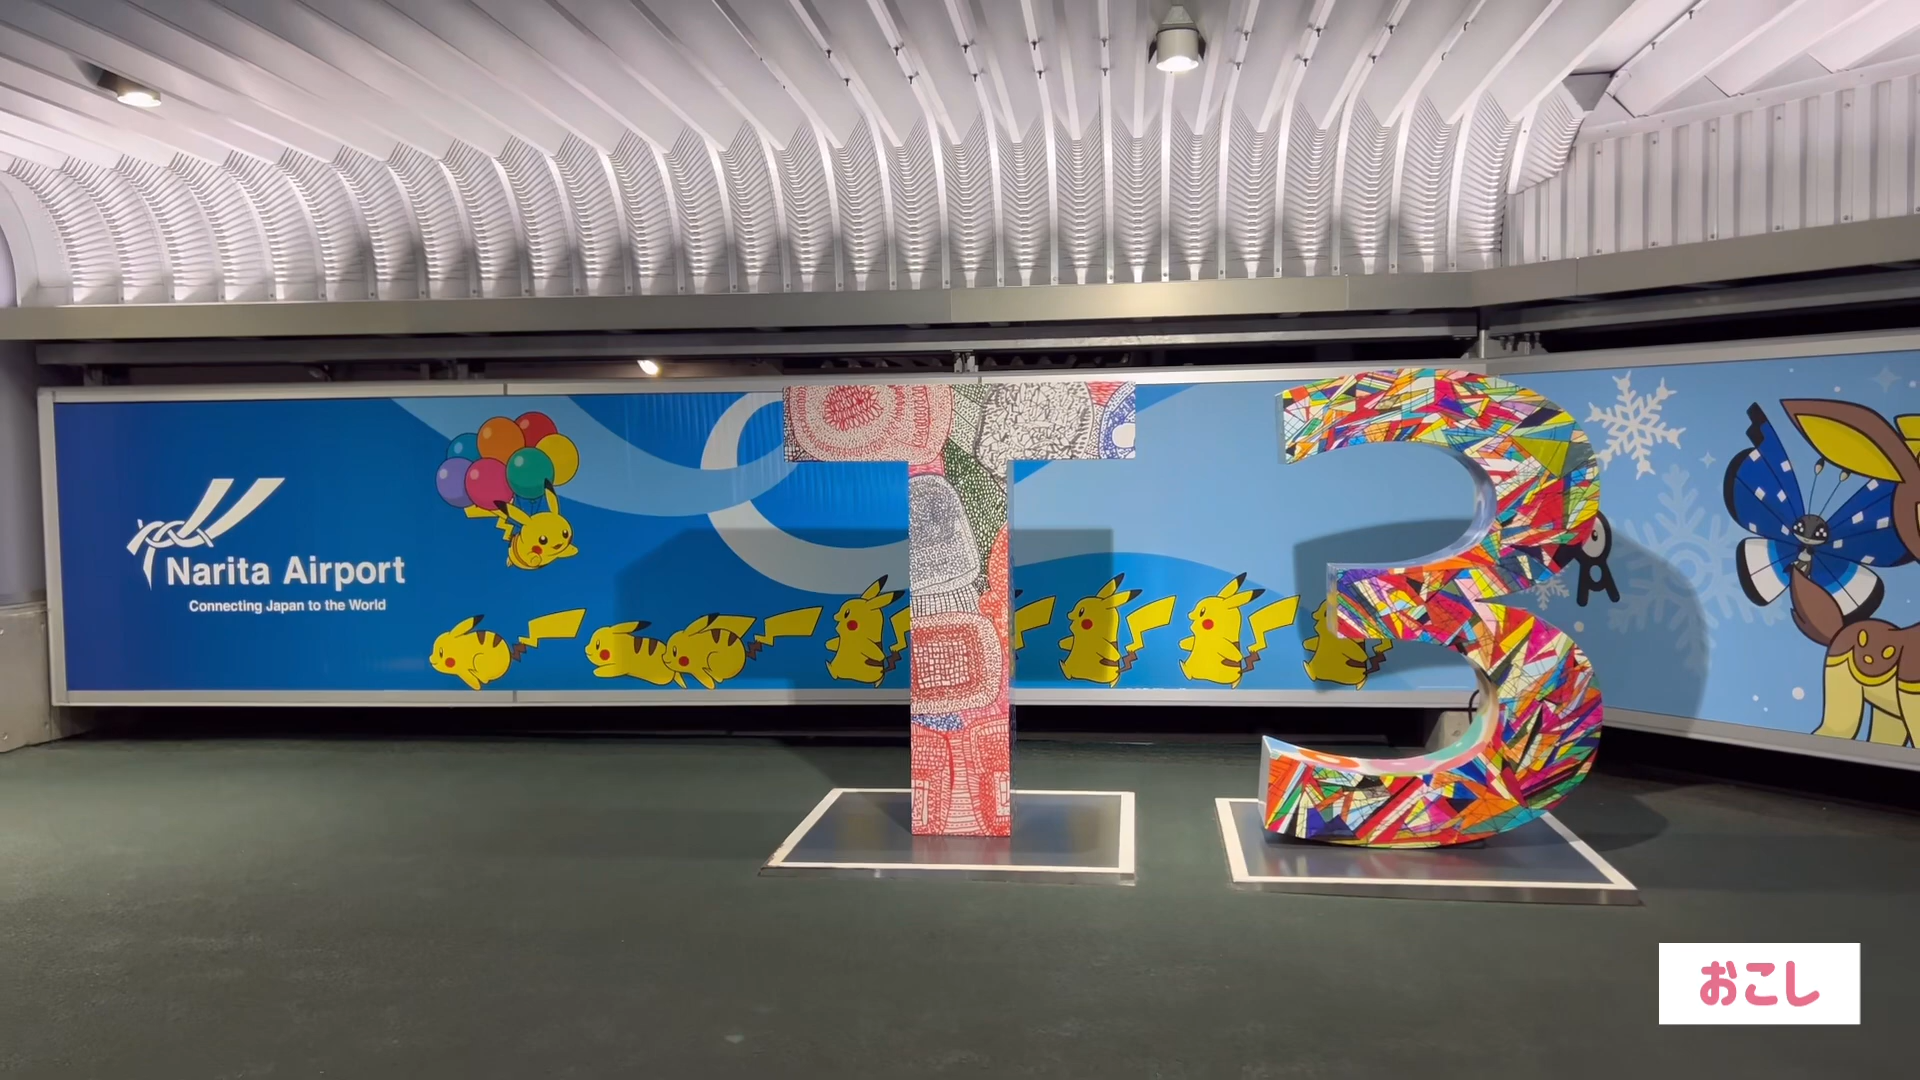 Narita Airport
Connecting Japan to the World
T3
おこし